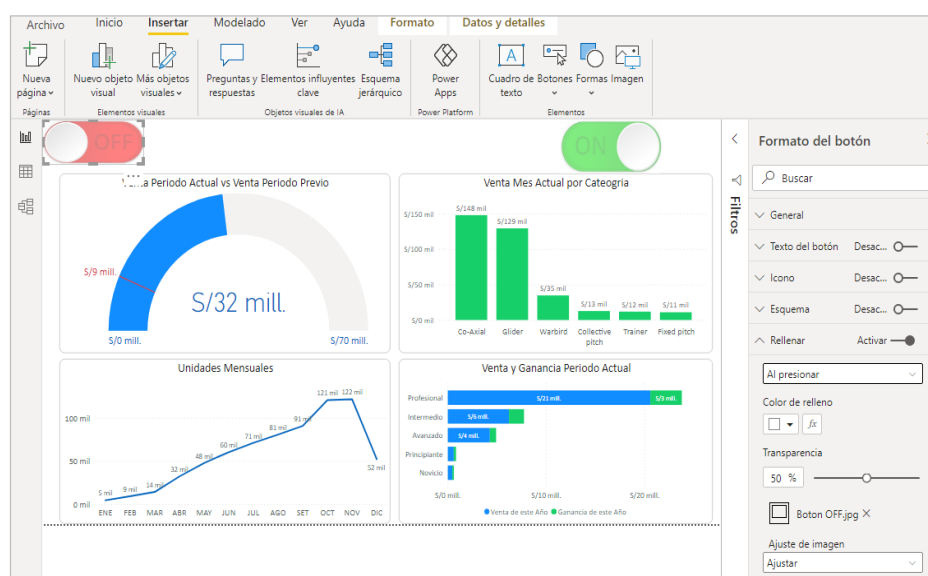 Archivo Inicio Insertar Modelado Ver Ayuda Formato Datos y detalles
Nueva página
Nuevo objeto visual
Más objetos visuales
Preguntas y respuestas
Elementos influyentes clave
Esquema jerárquico
Power Apps
Cuadro de texto
Botones
Formas
Imagen
Páginas
Elementos visuales
Objetos visuales de IA
Power Platform
Elementos
OFF
ON
Venta Periodo Actual vs Venta Periodo Previo
S/9 mill.
S/32 mill.
S/0 mill.
S/70 mill.
Venta Mes Actual por Cateogria
S/150 mil
S/100 mil
S/50 mil
S/0 mil
S/148 mil
S/129 mil
S/35 mil
S/13 mil
S/12 mil
S/11 mil
Co-Axial
Glider
Warbird
Collective pitch
Trainer
Fixed pitch
Unidades Mensuales
100 mil
50 mil
0 mil
5 mil
9 mil
14 mil
32 mil
48 mil
60 mil
71 mil
81 mil
91 mil
121 mil
122 mil
52 mil
ENE FEB MAR ABR MAY JUN JUL AGO SET OCT NOV DIC
Venta y Ganancia Periodo Actual
Profesional
Intermedio
Avanzado
Principiante
Novicio
S/21 mill.
S/3 mill.
S/6 mill.
S/4 mill.
S/0 mill.
S/10 mill.
S/20 mill.
Venta de este Año
Ganancia de este Año
Filtros
Formato del botón
Buscar
General
Texto del botón Desac...
Icono Desac...
Esquema Desac...
Rellenar Activar
Al presionar
Color de relleno
fx
Transparencia
50 %
Boton OFF.jpg
Ajuste de imagen
Ajustar